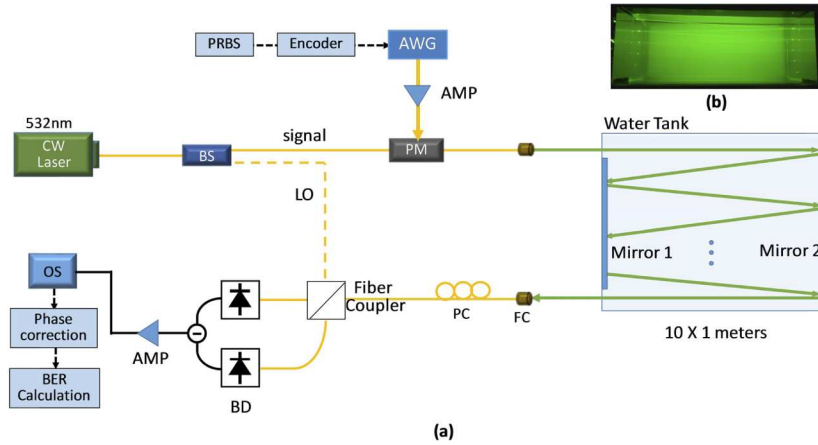 PRBS
Encoder
AWG
AMP
(b)
532nm
CW
Laser
BS
signal
PM
LO
Water Tank
Mirror 1
Mirror 2
10 X 1 meters
OS
Phase
correction
BER
Calculation
AMP
BD
Fiber
Coupler
PC
FC
(a)